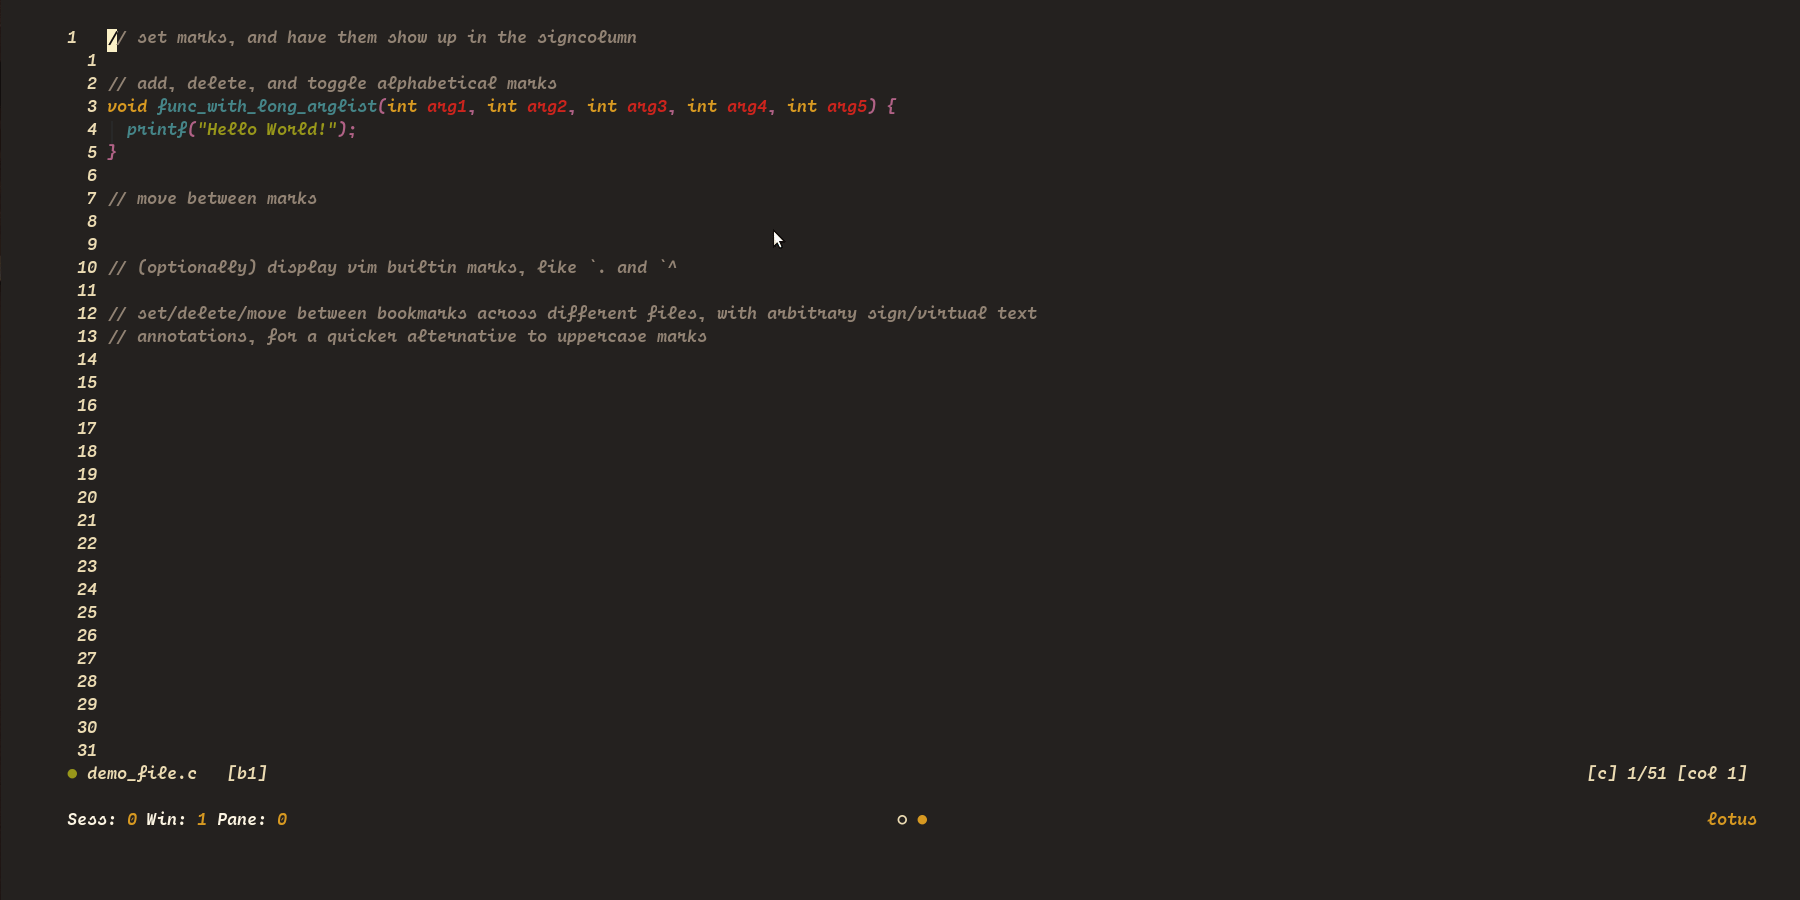 1 // set marks, and have them show up in the signcolumn
1
2 // add, delete, and toggle alphabetical marks
3 void func_with_long_arglist(int arg1, int arg2, int arg3, int arg4, int arg5) {
4 printf("Hello World!");
5 }
6
7 // move between marks
8
9
10 // (optionally) display vim builtin marks, like `. and `^
11
12 // set/delete/move between bookmarks across different files, with arbitrary sign/virtual text
13 // annotations, for a quicker alternative to uppercase marks
14
15
16
17
18
19
20
21
22
23
24
25
26
27
28
29
30
31
demo_file.c [b1] [c] 1/51 [col 1]
Sess: 0 Win: 1 Pane: 0 lotus